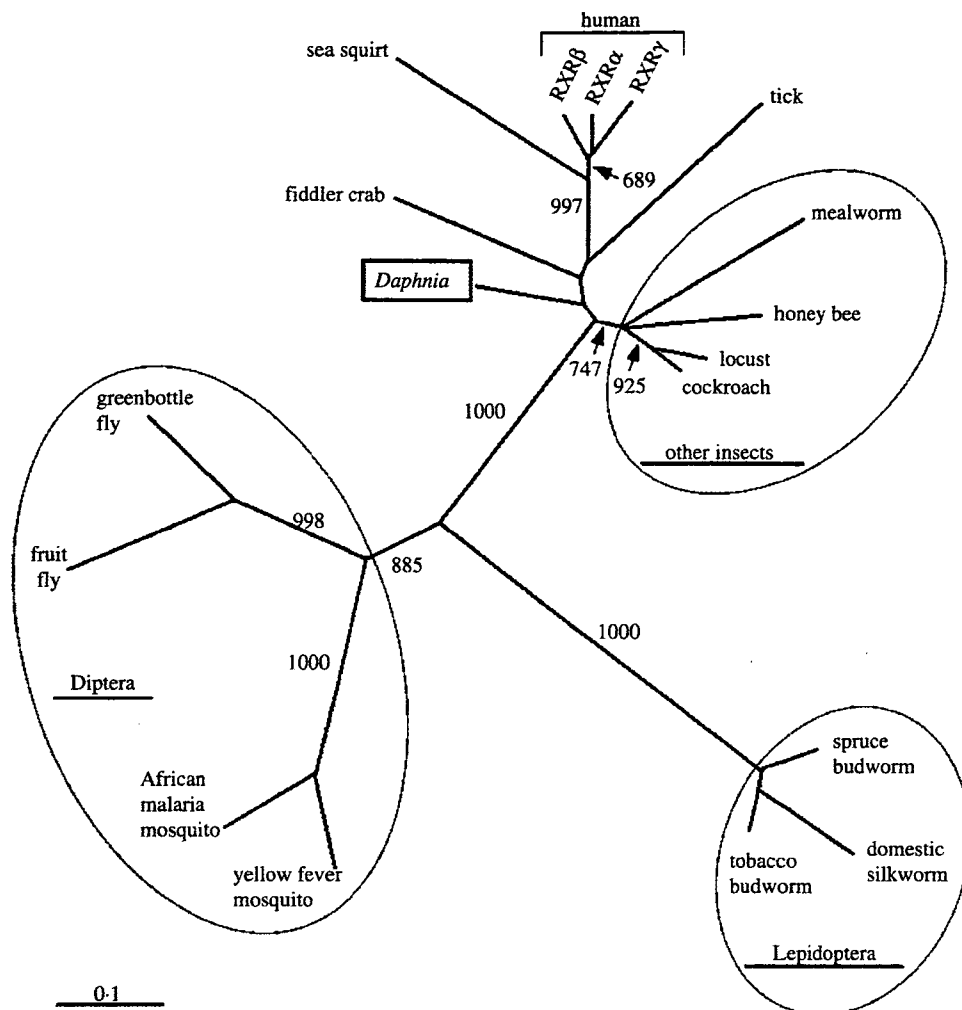 human
sea squirt
RXRβ
RXRα
RXRγ
tick
689
fiddler crab
997
mealworm
Daphnia
honey bee
locust
747
925
cockroach
greenbottle
fly
1000
other insects
998
fruit
fly
885
1000
1000
Diptera
spruce
budworm
African
malaria
mosquito
yellow fever
mosquito
tobacco
budworm
domestic
silkworm
Lepidoptera
0·1